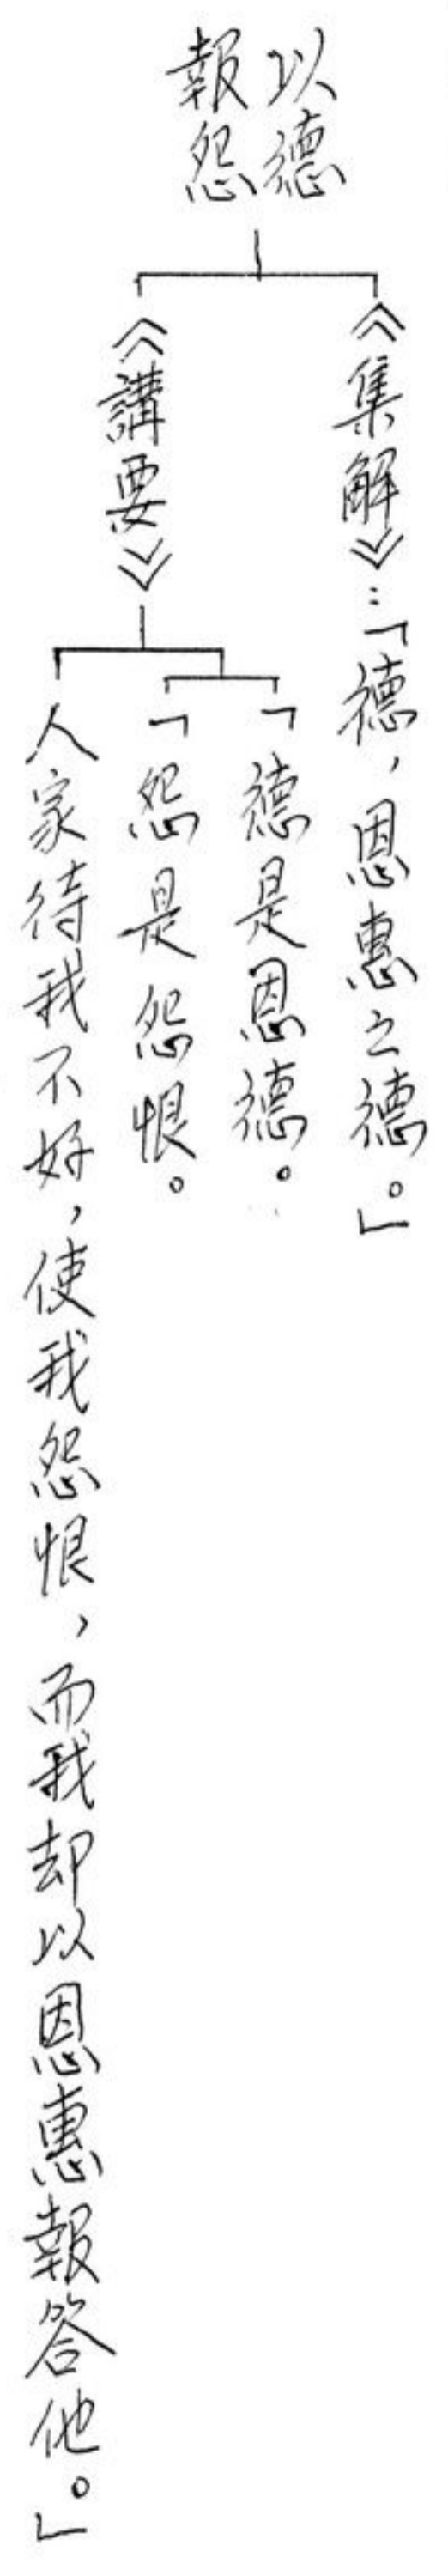 以德
報怨
《集解》:「德,恩惠之德。」
《講要》
「德是恩德。
「怨是怨恨。
人家待我不好,使我怨恨,而我却以恩惠報答他。」